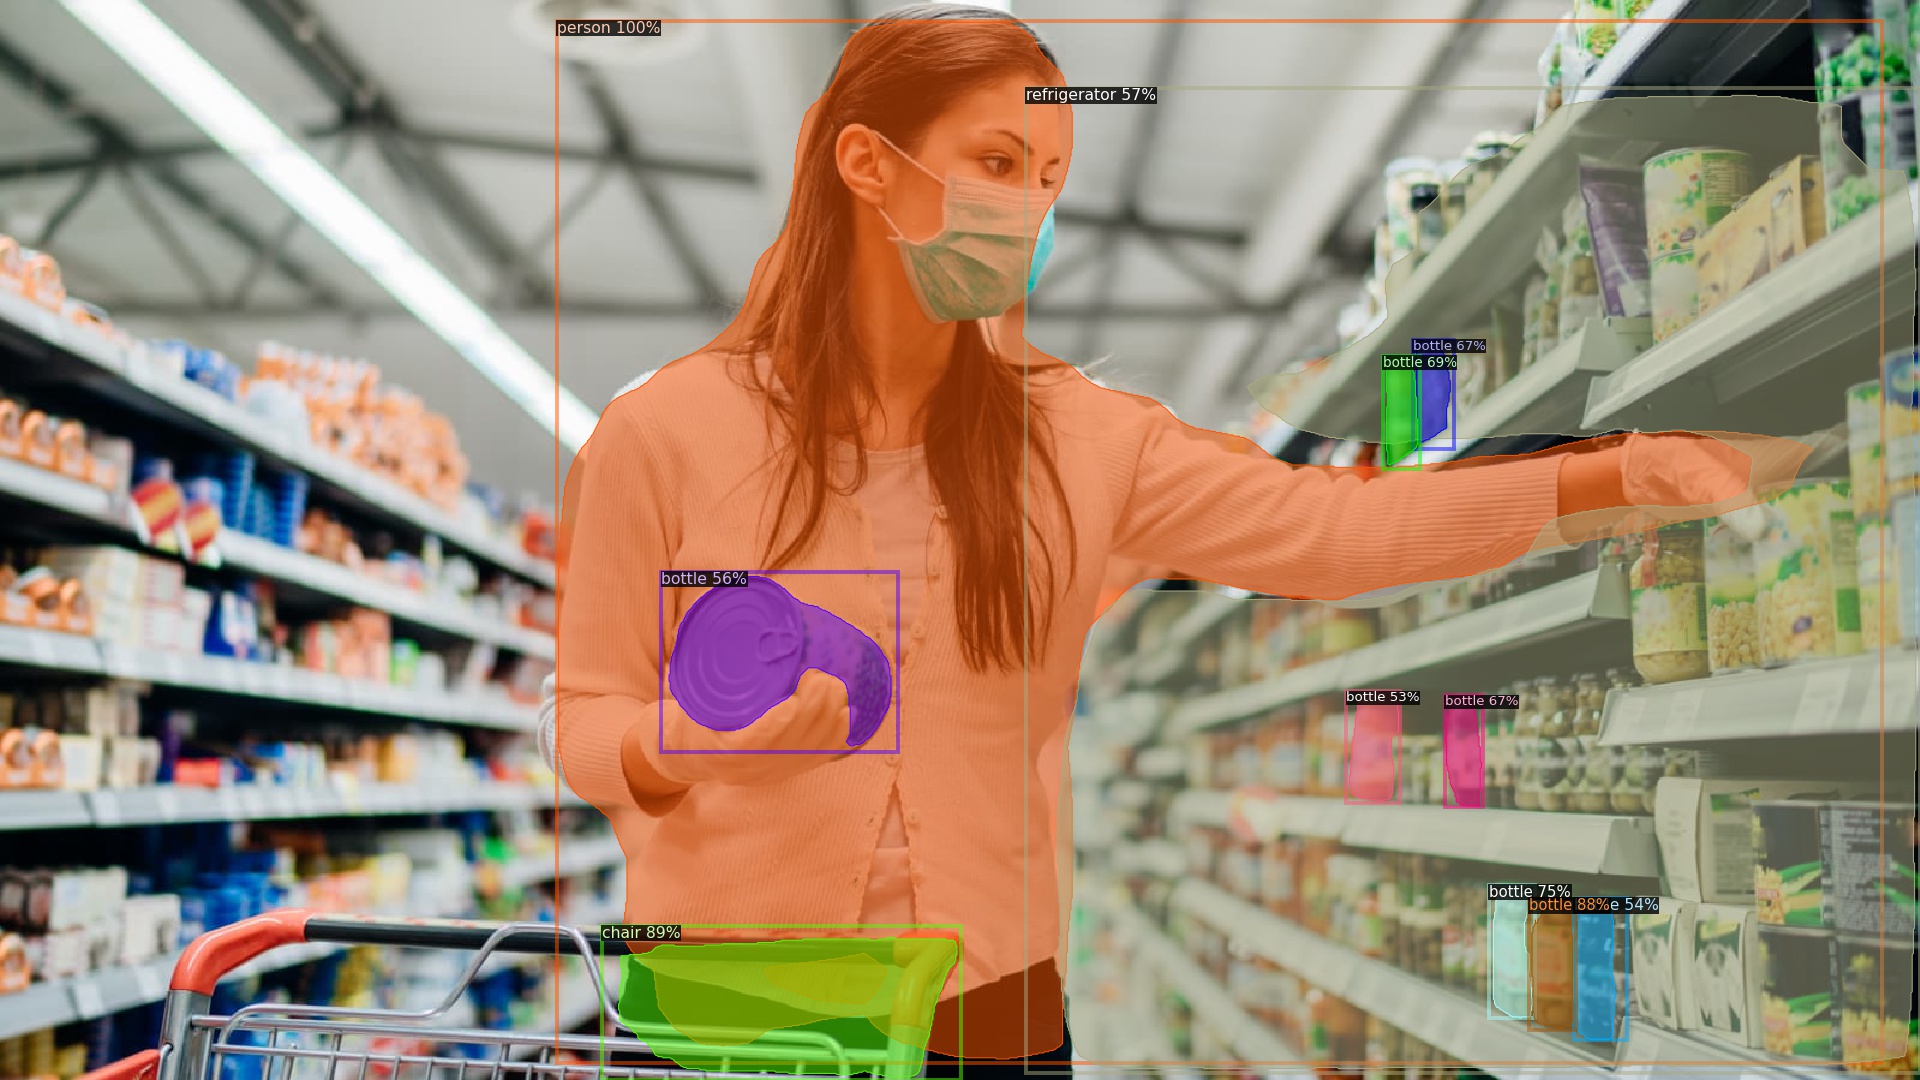 person 100%
refrigerator 57%
bottle 67%
bottle 69%
bottle 56%
bottle 53%
bottle 67%
bottle 75%
bottle 88%
e 54%
chair 89%